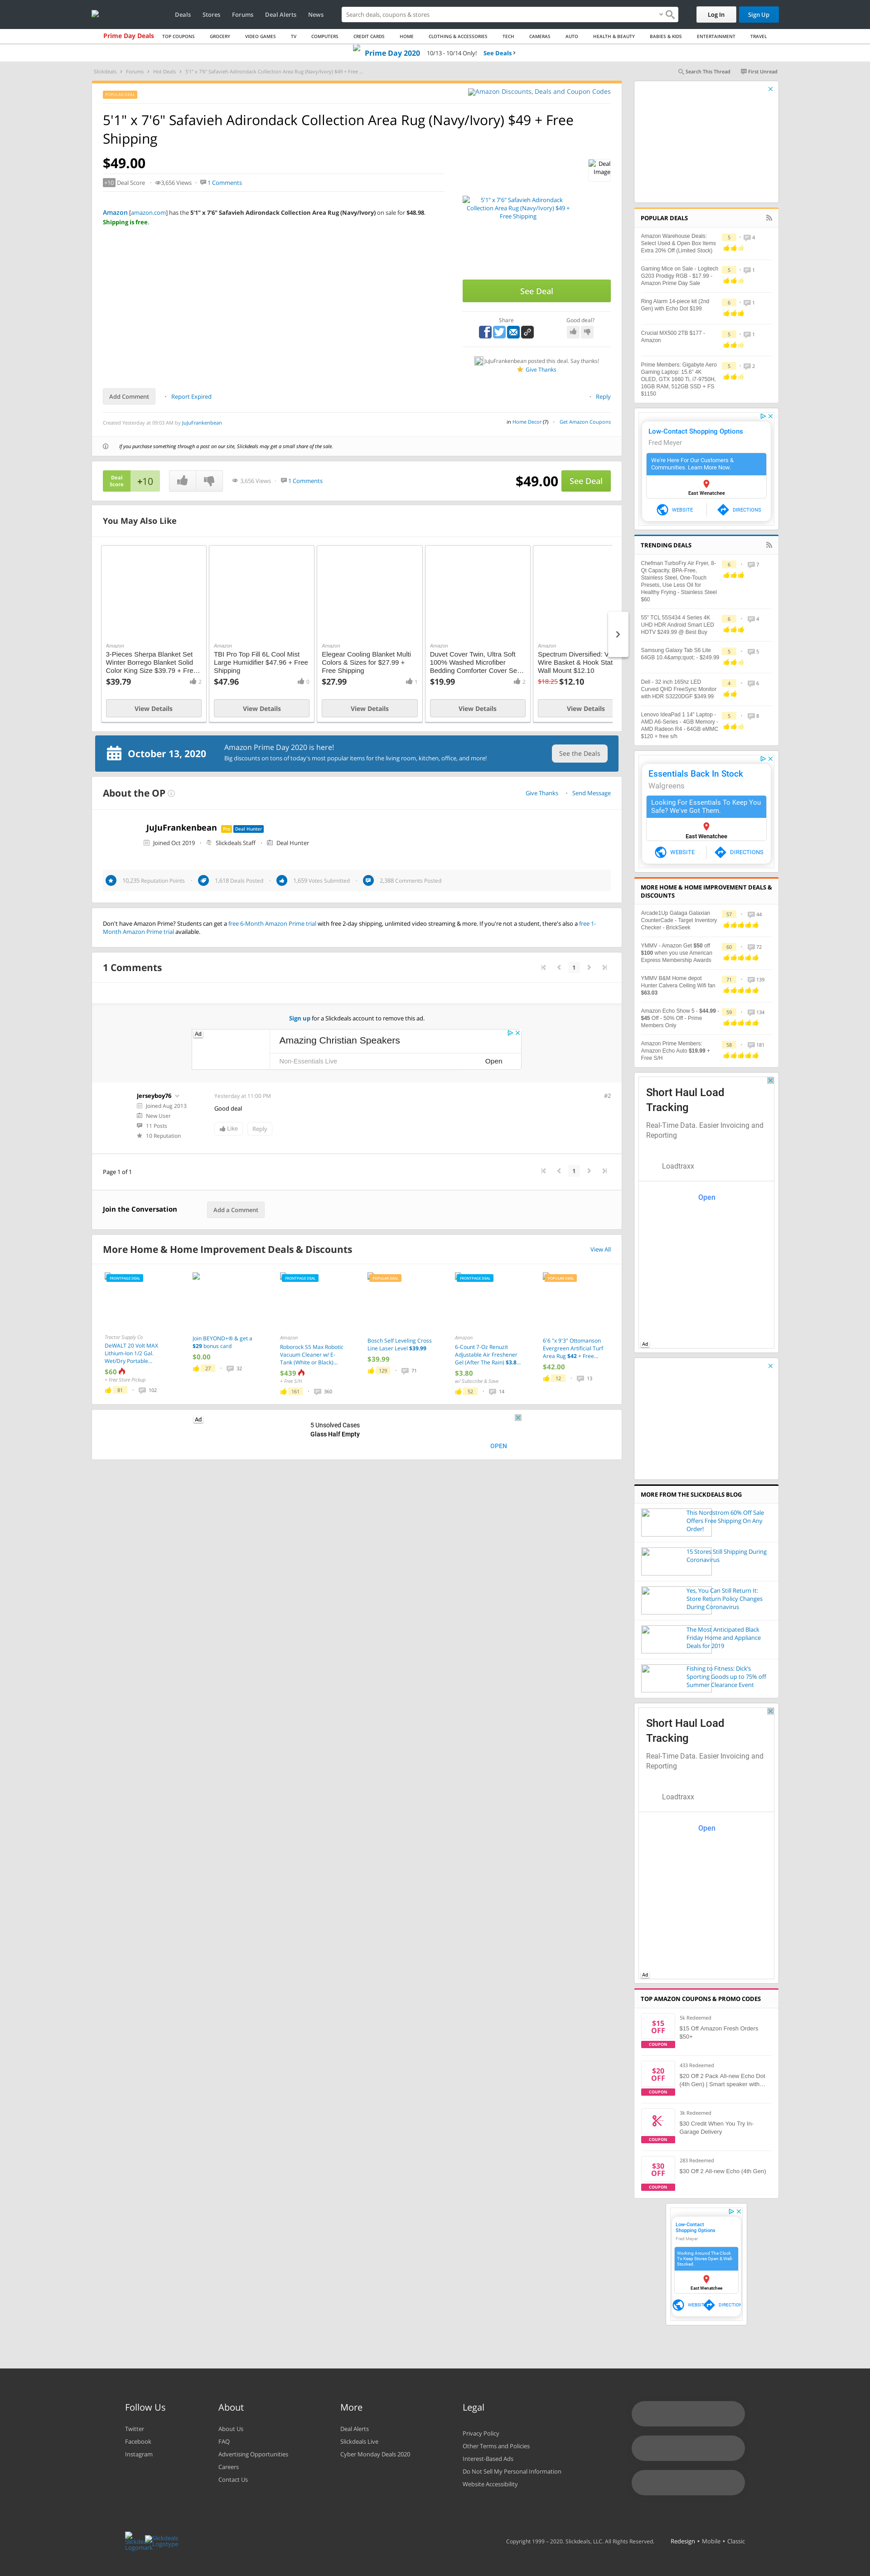 Deals Stores Forums Deal Alerts News
Search deals, coupons & stores
Log In
Sign Up
Prime Day Deals TOP COUPONS GROCERY VIDEO GAMES TV COMPUTERS CREDIT CARDS HOME CLOTHING & ACCESSORIES TECH CAMERAS AUTO HEALTH & BEAUTY BABIES & KIDS ENTERTAINMENT TRAVEL
Prime Day 2020 10/13 - 10/14 Only! See Deals ›
Slickdeals > Forums > Hot Deals > 5'1" x 7'6" Safavieh Adirondack Collection Area Rug (Navy/Ivory) $49 + Free ...
Search This Thread First Unread
POPULAR DEAL
Amazon Discounts, Deals and Coupon Codes
5'1" x 7'6" Safavieh Adirondack Collection Area Rug (Navy/Ivory) $49 + Free
Shipping
$49.00
Deal
Image
+10 Deal Score 3,656 Views 1 Comments
5'1" x 7'6" Safavieh Adirondack
Collection Area Rug (Navy/Ivory) $49 +
Free Shipping
Amazon [amazon.com] has the 5'1" x 7'6" Safavieh Adirondack Collection Area Rug (Navy/Ivory) on sale for $48.98.
Shipping is free.
See Deal
Share Good deal?
JuJuFrankenbean posted this deal. Say thanks!
Give Thanks
Add Comment Report Expired Reply
Created Yesterday at 09:03 AM by JuJuFrankenbean
in Home Decor (7) Get Amazon Coupons
If you purchase something through a post on our site, Slickdeals may get a small share of the sale.
Deal
Score
+10
3,656 Views 1 Comments
$49.00
See Deal
You May Also Like
Amazon
3-Pieces Sherpa Blanket Set
Winter Borrego Blanket Solid
Color King Size $39.79 + Fre…
$39.79 2
View Details
Amazon
TBI Pro Top Fill 6L Cool Mist
Large Humidifier $47.96 + Free
Shipping
$47.96 0
View Details
Amazon
Elegear Cooling Blanket Multi
Colors & Sizes for $27.99 +
Free Shipping
$27.99 1
View Details
Amazon
Duvet Cover Twin, Ultra Soft
100% Washed Microfiber
Bedding Comforter Cover Se…
$19.99 2
View Details
Amazon
Spectrum Diversified: V
Wire Basket & Hook Stat
Wall Mount $12.10
$18.25 $12.10
View Details
October 13, 2020
Amazon Prime Day 2020 is here!
Big discounts on tons of today's most popular items for the living room, kitchen, office, and more!
See the Deals
About the OP
Give Thanks Send Message
JuJuFrankenbean Pro Deal Hunter
Joined Oct 2019 Slickdeals Staff Deal Hunter
10,235 Reputation Points 1,618 Deals Posted 1,659 Votes Submitted 2,388 Comments Posted
Don't have Amazon Prime? Students can get a free 6-Month Amazon Prime trial with free 2-day shipping, unlimited video streaming & more. If you're not a student, there's also a free 1-
Month Amazon Prime trial available.
1 Comments
1
Sign up for a Slickdeals account to remove this ad.
Ad
Amazing Christian Speakers
Non-Essentials Live
Open
Jerseyboy76
Joined Aug 2013
New User
11 Posts
10 Reputation
Yesterday at 11:00 PM
#2
Good deal
Like Reply
Page 1 of 1
1
Join the Conversation
Add a Comment
More Home & Home Improvement Deals & Discounts
View All
FRONTPAGE DEAL
Tractor Supply Co
DeWALT 20 Volt MAX
Lithium Ion 1/2 Gal.
Wet/Dry Portable...
$60
+ Free Store Pickup
81 102
Join BEYOND+® & get a
$29 bonus card
$0.00
27 32
FRONTPAGE DEAL
Amazon
Roborock S5 Max Robotic
Vacuum Cleaner w/ E-
Tank (White or Black)...
$439
+ Free S/H
161 360
POPULAR DEAL
Bosch Self Leveling Cross
Line Laser Level $39.99
$39.99
129 71
FRONTPAGE DEAL
Amazon
6-Count 7-Oz Renuzit
Adjustable Air Freshener
Gel (After The Rain) $3.8...
$3.80
w/ Subscribe & Save
52 14
POPULAR DEAL
6'6 "x 9'3" Ottomanson
Evergreen Artificial Turf
Area Rug $42 + Free...
$42.00
12 13
Ad
5 Unsolved Cases
Glass Half Empty
OPEN
POPULAR DEALS
Amazon Warehouse Deals:
Select Used & Open Box Items
Extra 20% Off (Limited Stock)
5 4
Gaming Mice on Sale - Logitech
G203 Prodigy RGB - $17.99 -
Amazon Prime Day Sale
5 1
Ring Alarm 14-piece kit (2nd
Gen) with Echo Dot $199
6 1
Crucial MX500 2TB $177 -
Amazon
5 1
Prime Members: Gigabyte Aero
Gaming Laptop: 15.6" 4K
OLED, GTX 1660 Ti, i7-9750H,
16GB RAM, 512GB SSD + FS
$1150
5 2
Low-Contact Shopping Options
Fred Meyer
We're Here For Our Customers &
Communities. Learn More Now.
East Wenatchee
WEBSITE DIRECTIONS
TRENDING DEALS
Chefman TurboFry Air Fryer, 8-
Qt Capacity, BPA-Free,
Stainless Steel, One-Touch
Presets, Use Less Oil for
Healthy Frying - Stainless Steel
$60
6 7
55" TCL 55S434 4 Series 4K
UHD HDR Android Smart LED
HDTV $249.99 @ Best Buy
6 4
Samsung Galaxy Tab S6 Lite
64GB 10.4&amp;quot; - $249.99
5 5
Dell - 32 inch 165hz LED
Curved QHD FreeSync Monitor
with HDR S3220DGF $349.99
4 6
Lenovo IdeaPad 1 14" Laptop -
AMD A6-Series - 4GB Memory -
AMD Radeon R4 - 64GB eMMC
$120 + free s/h
5 8
Essentials Back In Stock
Walgreens
Looking For Essentials To Keep You
Safe? We've Got Them.
East Wenatchee
WEBSITE DIRECTIONS
MORE HOME & HOME IMPROVEMENT DEALS &
DISCOUNTS
Arcade1Up Galaga Galaxian
CounterCade - Target Inventory
Checker - BrickSeek
57 44
YMMV - Amazon Get $50 off
$100 when you use American
Express Membership Awards
60 72
YMMV B&M Home depot
Hunter Calvera Ceiling Wifi fan
$63.03
71 139
Amazon Echo Show 5 - $44.99 -
$45 Off - 50% Off - Prime
Members Only
59 134
Amazon Prime Members:
Amazon Echo Auto $19.99 +
Free S/H
58 181
Short Haul Load
Tracking
Real-Time Data. Easier Invoicing and
Reporting
Loadtraxx
Open
Ad
MORE FROM THE SLICKDEALS BLOG
This Nordstrom 60% Off Sale
Offers Free Shipping On Any
Order!
15 Stores Still Shipping During
Coronavirus
Yes, You Can Still Return It:
Store Return Policy Changes
During Coronavirus
The Most Anticipated Black
Friday Home and Appliance
Deals for 2019
Fishing to Fitness: Dick's
Sporting Goods up to 75% off
Summer Clearance Event
Short Haul Load
Tracking
Real-Time Data. Easier Invoicing and
Reporting
Loadtraxx
Open
Ad
TOP AMAZON COUPONS & PROMO CODES
$15
OFF
COUPON
5k Redeemed
$15 Off Amazon Fresh Orders
$50+
$20
OFF
COUPON
433 Redeemed
$20 Off 2 Pack All-new Echo Dot
(4th Gen) | Smart speaker with…
COUPON
3k Redeemed
$30 Credit When You Try In-
Garage Delivery
$30
OFF
COUPON
283 Redeemed
$30 Off 2 All-new Echo (4th Gen)
Low-Contact
Shopping Options
Fred Meyer
Working Around The Clock
To Keep Stores Open & Well-
Stocked.
East Wenatchee
WEBSIT DIRECTION
Follow Us
Twitter
Facebook
Instagram
About
About Us
FAQ
Advertising Opportunities
Careers
Contact Us
More
Deal Alerts
Slickdeals Live
Cyber Monday Deals 2020
Legal
Privacy Policy
Other Terms and Policies
Interest-Based Ads
Do Not Sell My Personal Information
Website Accessibility
Slickdeals
Logotype
Copyright 1999 – 2020. Slickdeals, LLC. All Rights Reserved.
Redesign • Mobile • Classic